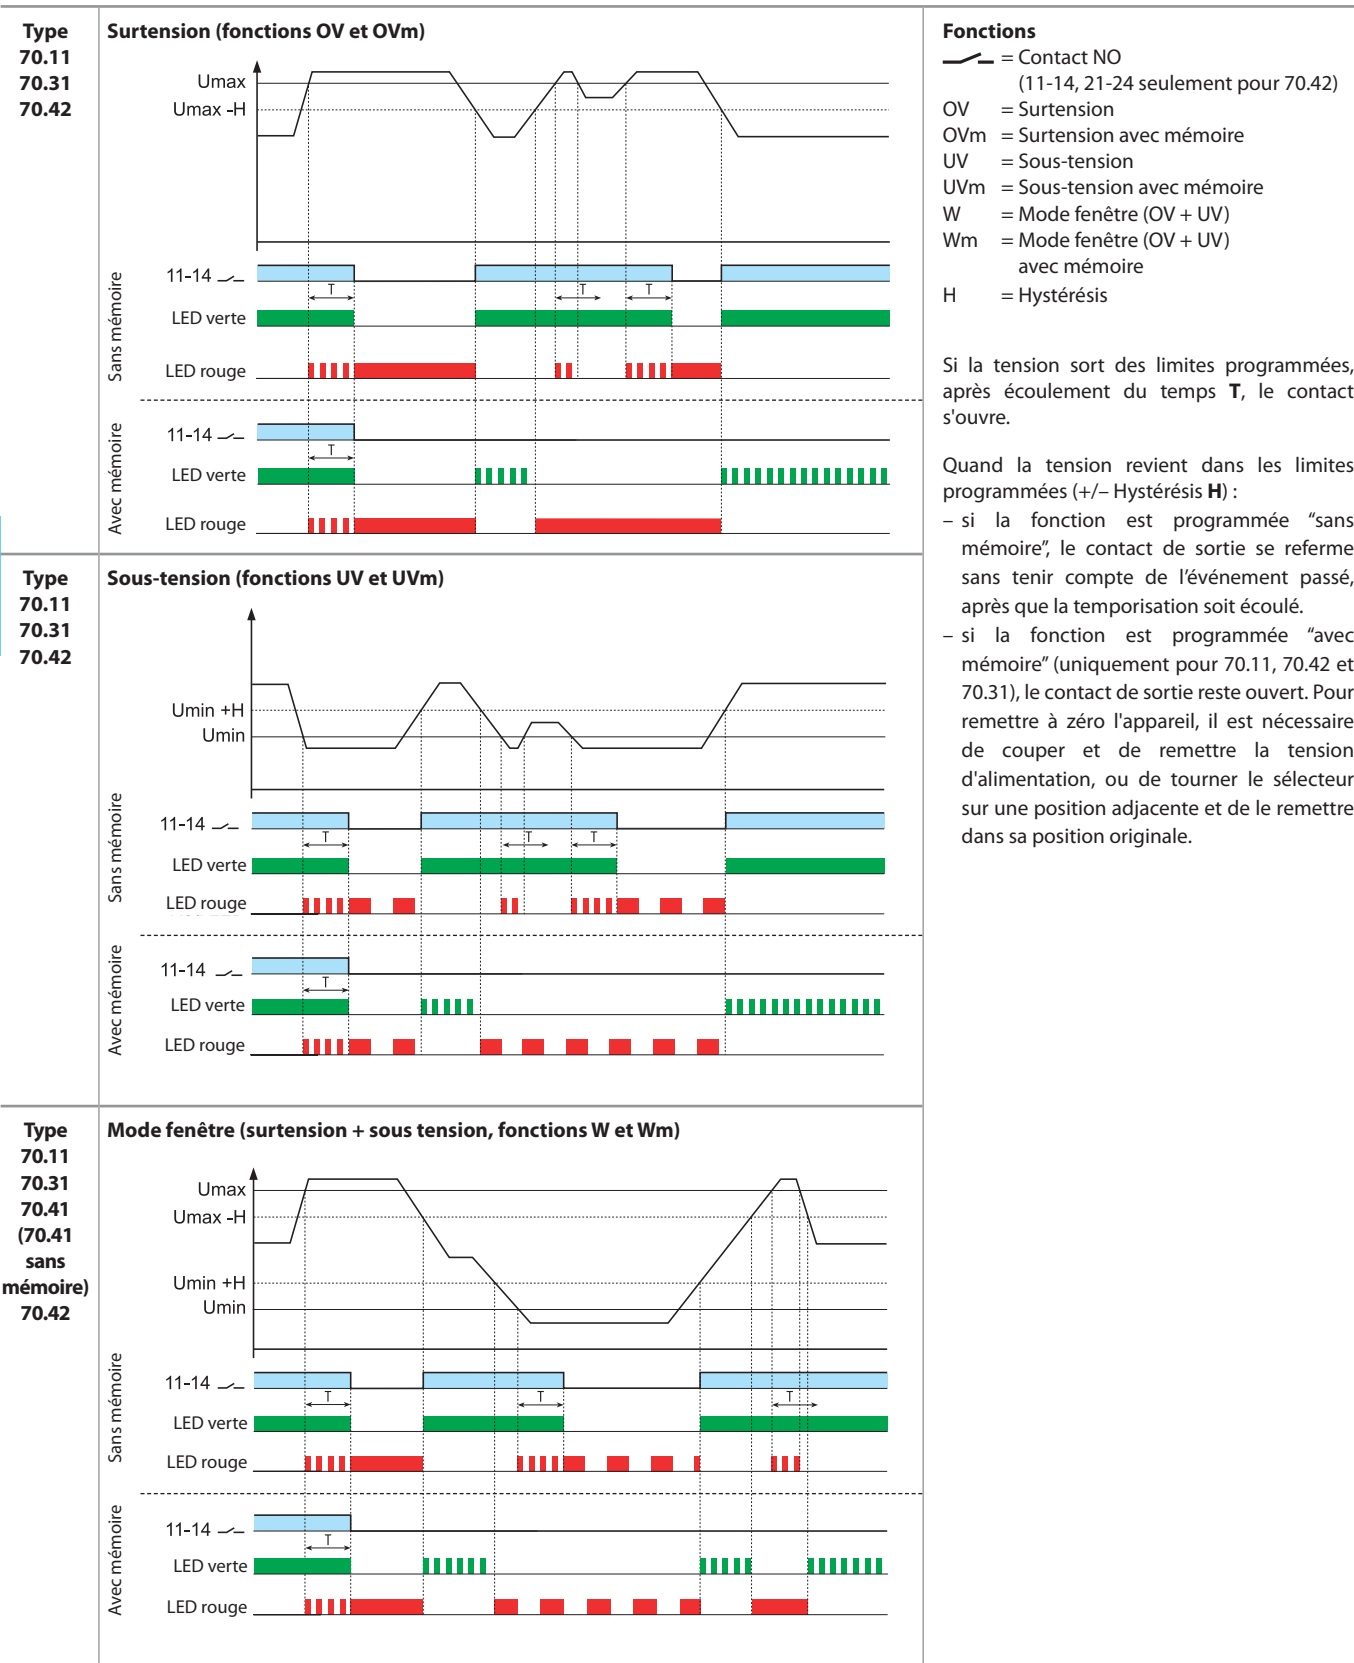 Type
70.11
70.31
70.42
Surtension (fonctions OV et OVm)
Umax
Umax -H
Sans mémoire
11-14
T
T
T
LED verte
LED rouge
Avec mémoire
11-14
T
LED verte
LED rouge
Type
70.11
70.31
70.42
Sous-tension (fonctions UV et UVm)
Umin +H
Umin
Sans mémoire
11-14
T
T
T
LED verte
LED rouge
Avec mémoire
11-14
T
LED verte
LED rouge
Type
70.11
70.31
70.41
(70.41
sans
mémoire)
70.42
Mode fenêtre (surtension + sous tension, fonctions W et Wm)
Umax
Umax -H
Umin +H
Umin
Sans mémoire
11-14
T
T
T
LED verte
LED rouge
Avec mémoire
11-14
T
LED verte
LED rouge
Fonctions
= Contact NO
(11-14, 21-24 seulement pour 70.42)
OV = Surtension
OVm = Surtension avec mémoire
UV = Sous-tension
UVm = Sous-tension avec mémoire
W = Mode fenêtre (OV + UV)
Wm = Mode fenêtre (OV + UV)
avec mémoire
H = Hystérésis
Si la tension sort des limites programmées,
après écoulement du temps T, le contact
s'ouvre.
Quand la tension revient dans les limites
programmées (+/– Hystérésis H) :
– si la fonction est programmée “sans
mémoire”, le contact de sortie se referme
sans tenir compte de l’événement passé,
après que la temporisation soit écoulé.
– si la fonction est programmée “avec
mémoire” (uniquement pour 70.11, 70.42 et
70.31), le contact de sortie reste ouvert. Pour
remettre à zéro l'appareil, il est nécessaire
de couper et de remettre la tension
d'alimentation, ou de tourner le sélecteur
sur une position adjacente et de le remettre
dans sa position originale.